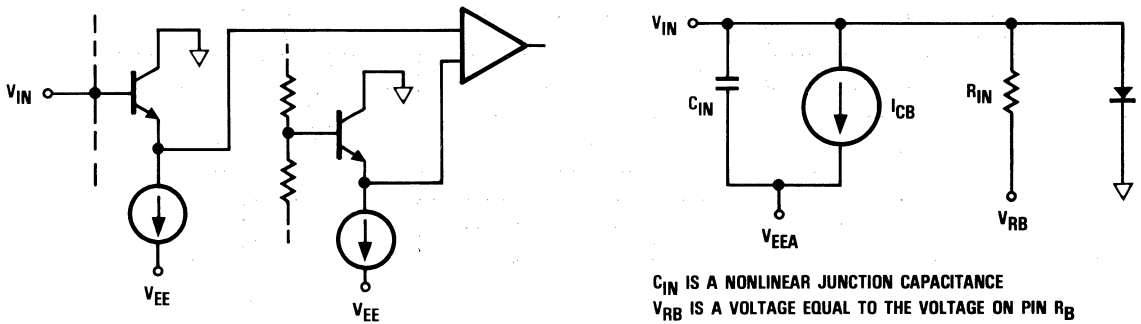 V_IN
V_EE
V_EE
V_IN
C_IN
I_CB
R_IN
V_EEA
V_RB
C_IN IS A NONLINEAR JUNCTION CAPACITANCE
V_RB IS A VOLTAGE EQUAL TO THE VOLTAGE ON PIN R_B